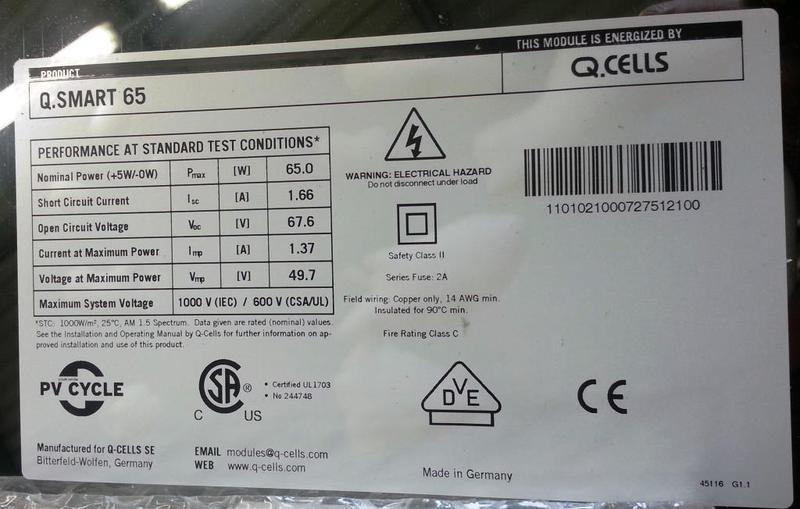 PRODUCT
THIS MODULE IS ENERGIZED BY
Q.SMART 65
Q.CELLS
PERFORMANCE AT STANDARD TEST CONDITIONS*
Nominal Power (+5W/-0W) Pmax [W] 65.0
Short Circuit Current Isc [A] 1.66
Open Circuit Voltage Voc [V] 67.6
Current at Maximum Power Imp [A] 1.37
Voltage at Maximum Power Vmp [V] 49.7
Maximum System Voltage 1000 V (IEC) / 600 V (CSA/UL)
*STC: 1000W/m², 25°C, AM 1.5 Spectrum. Data given are rated (nominal) values.
See the Installation and Operating Manual by Q-Cells for further information on ap-
proved installation and use of this product.
WARNING: ELECTRICAL HAZARD
Do not disconnect under load
Safety Class II
Series Fuse: 2A
Field wiring: Copper only, 14 AWG min.
Insulated for 90°C min.
Fire Rating Class C
1101021000727512100
PV CYCLE
SA ®
C US
• Certified UL1703
• No 244748
DVE
CE
Manufactured for Q-CELLS SE
Bitterfeld-Wolfen, Germany
EMAIL modules@q-cells.com
WEB www.q-cells.com
Made in Germany
45116 G1.1